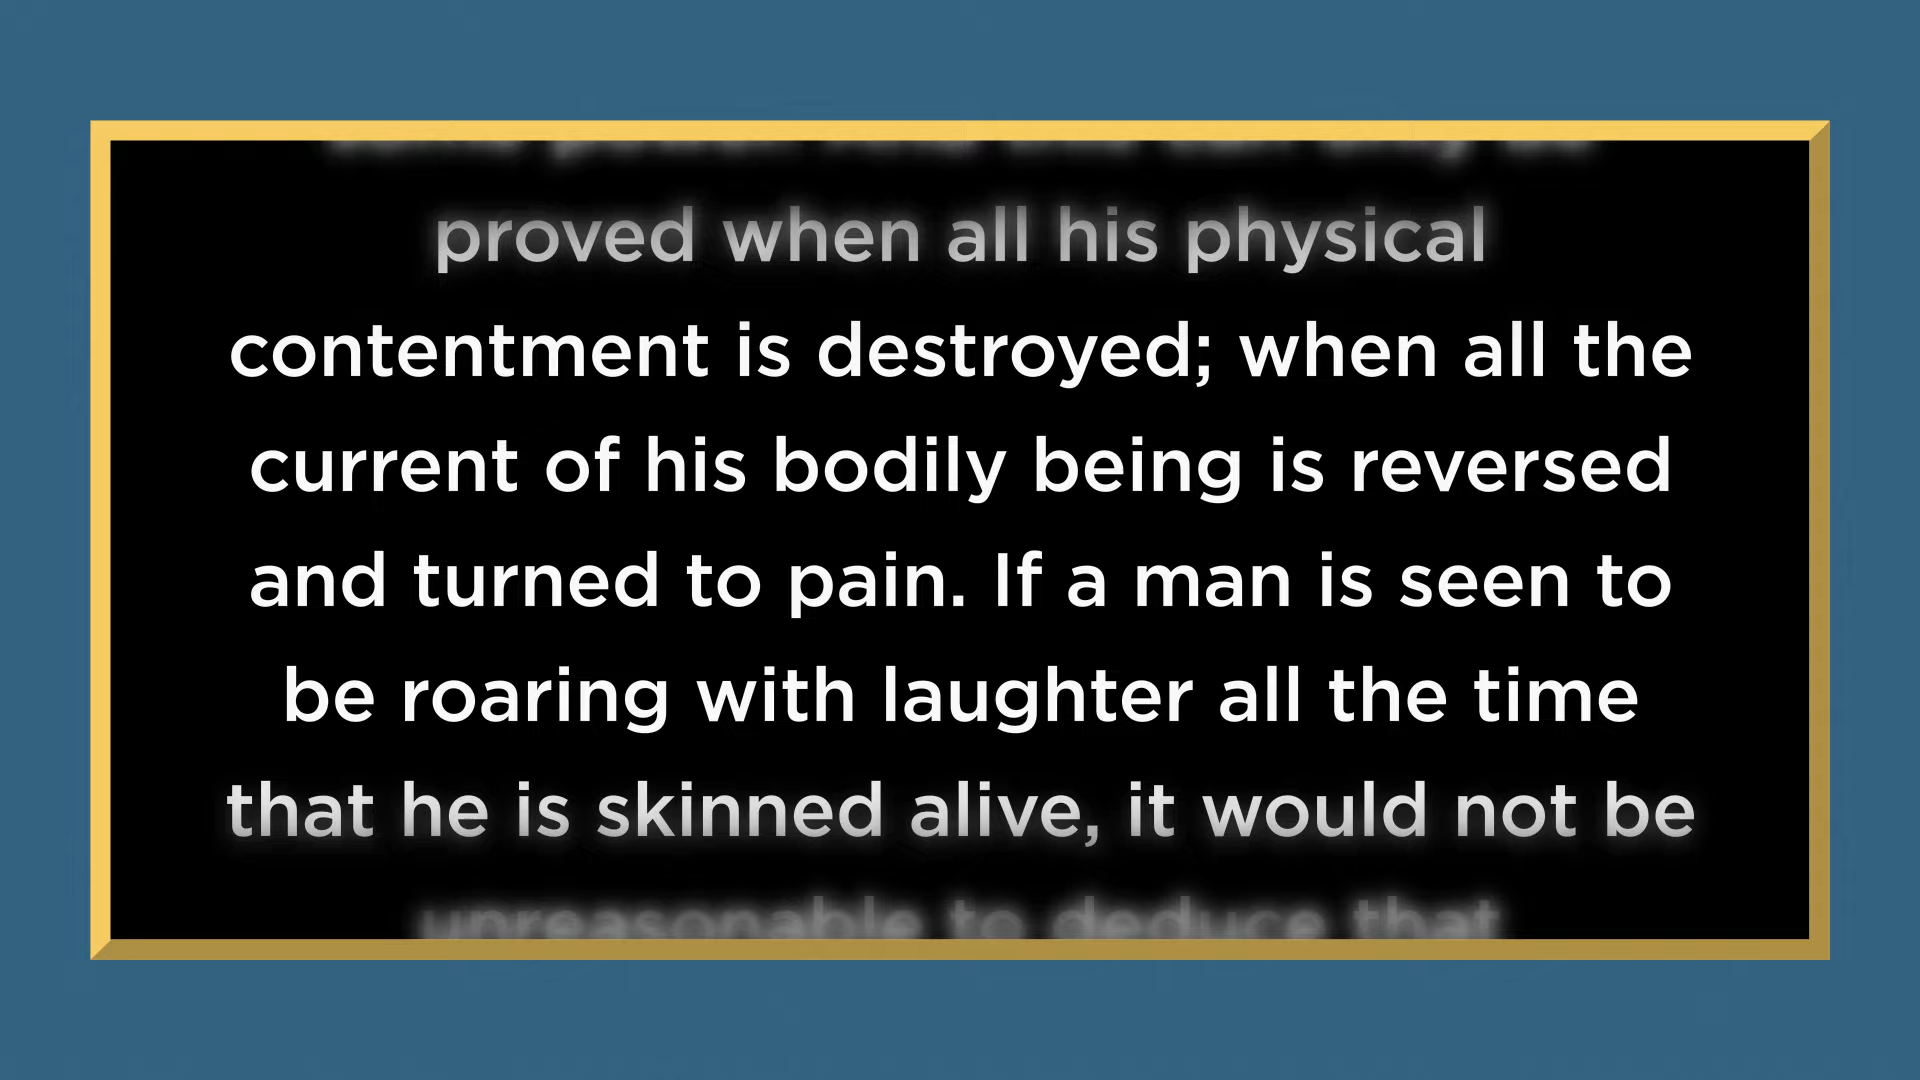 proved when all his physical
contentment is destroyed; when all the
current of his bodily being is reversed
and turned to pain. If a man is seen to
be roaring with laughter all the time
that he is skinned alive, it would not be
unreasonable to deduce that